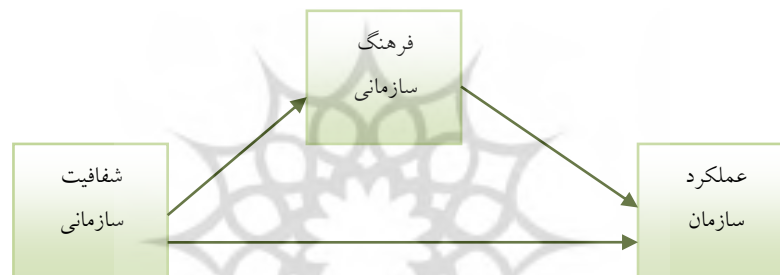 فرهنگ
سازمانی
شفافیت
سازمانی
عملکرد
سازمان